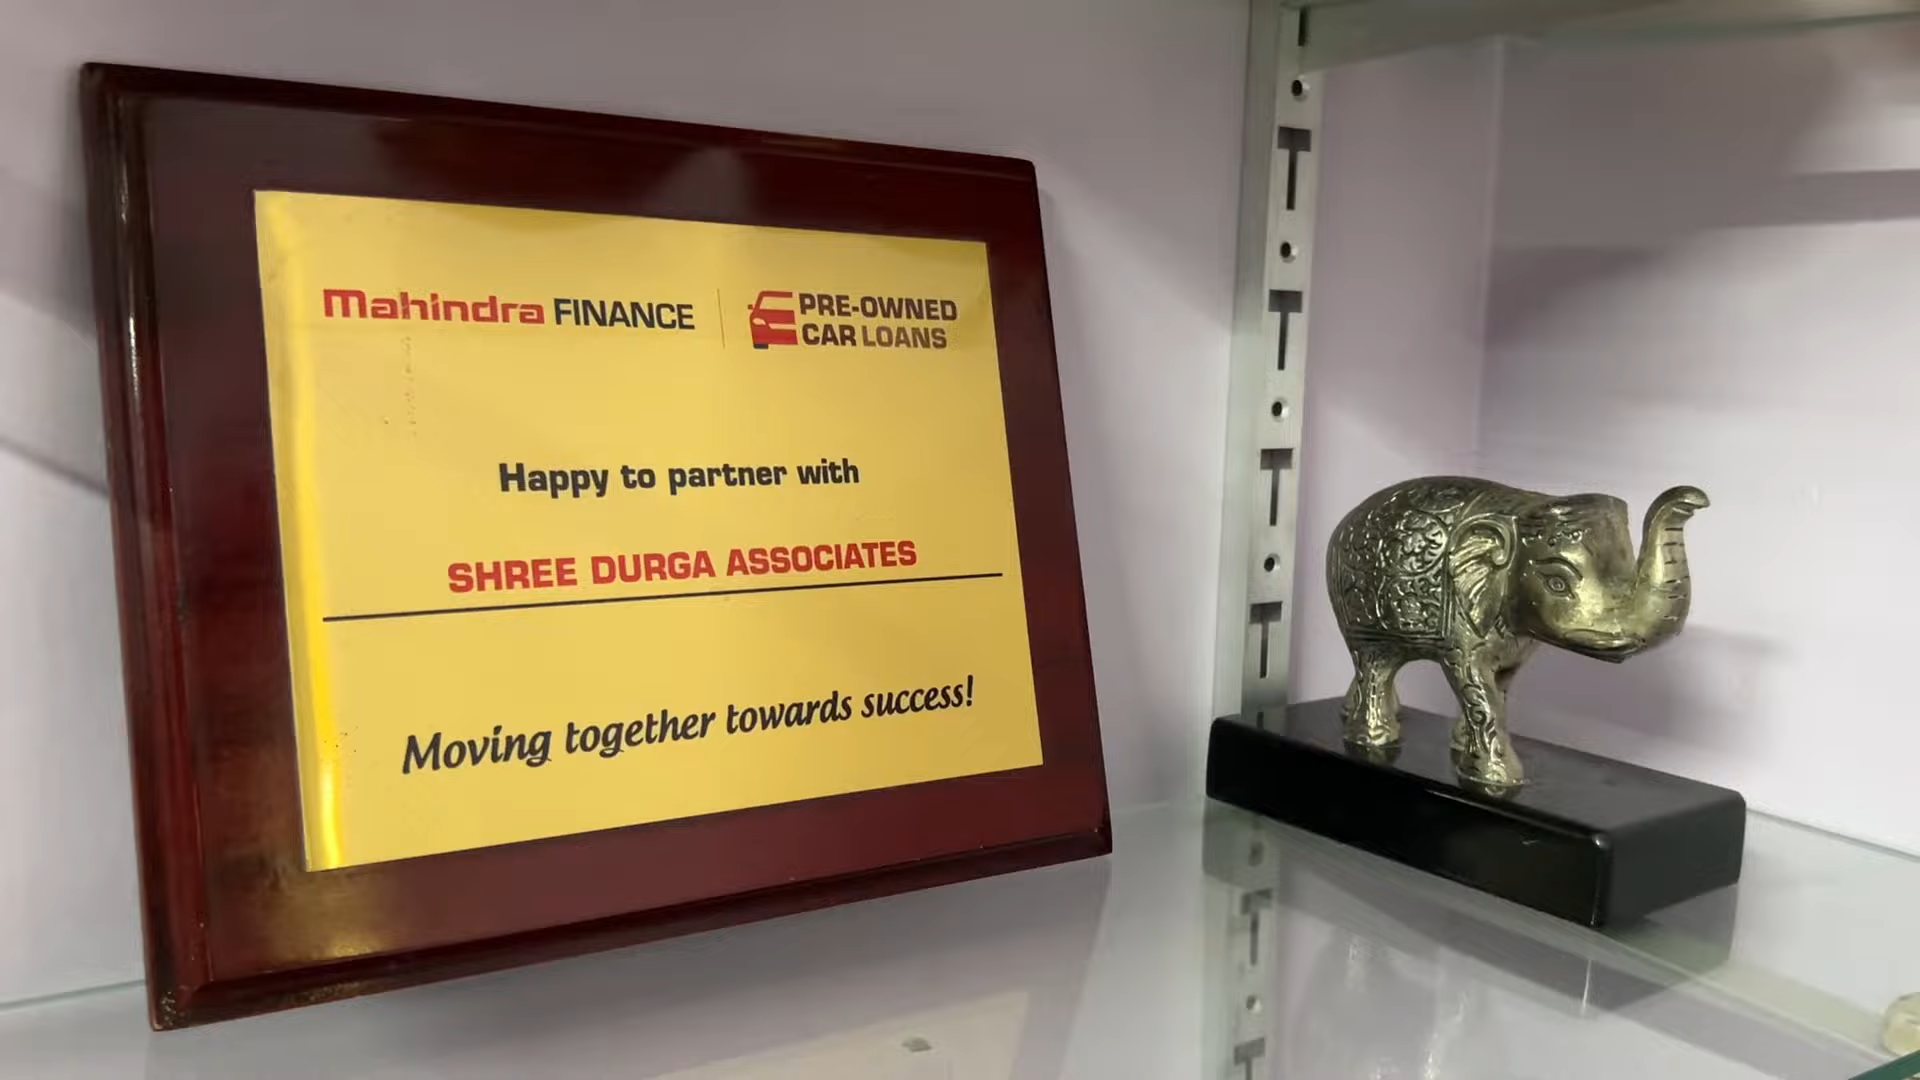 Mahindra FINANCE
PRE-OWNED
CAR LOANS
Happy to partner with
SHREE DURGA ASSOCIATES
Moving together towards success!